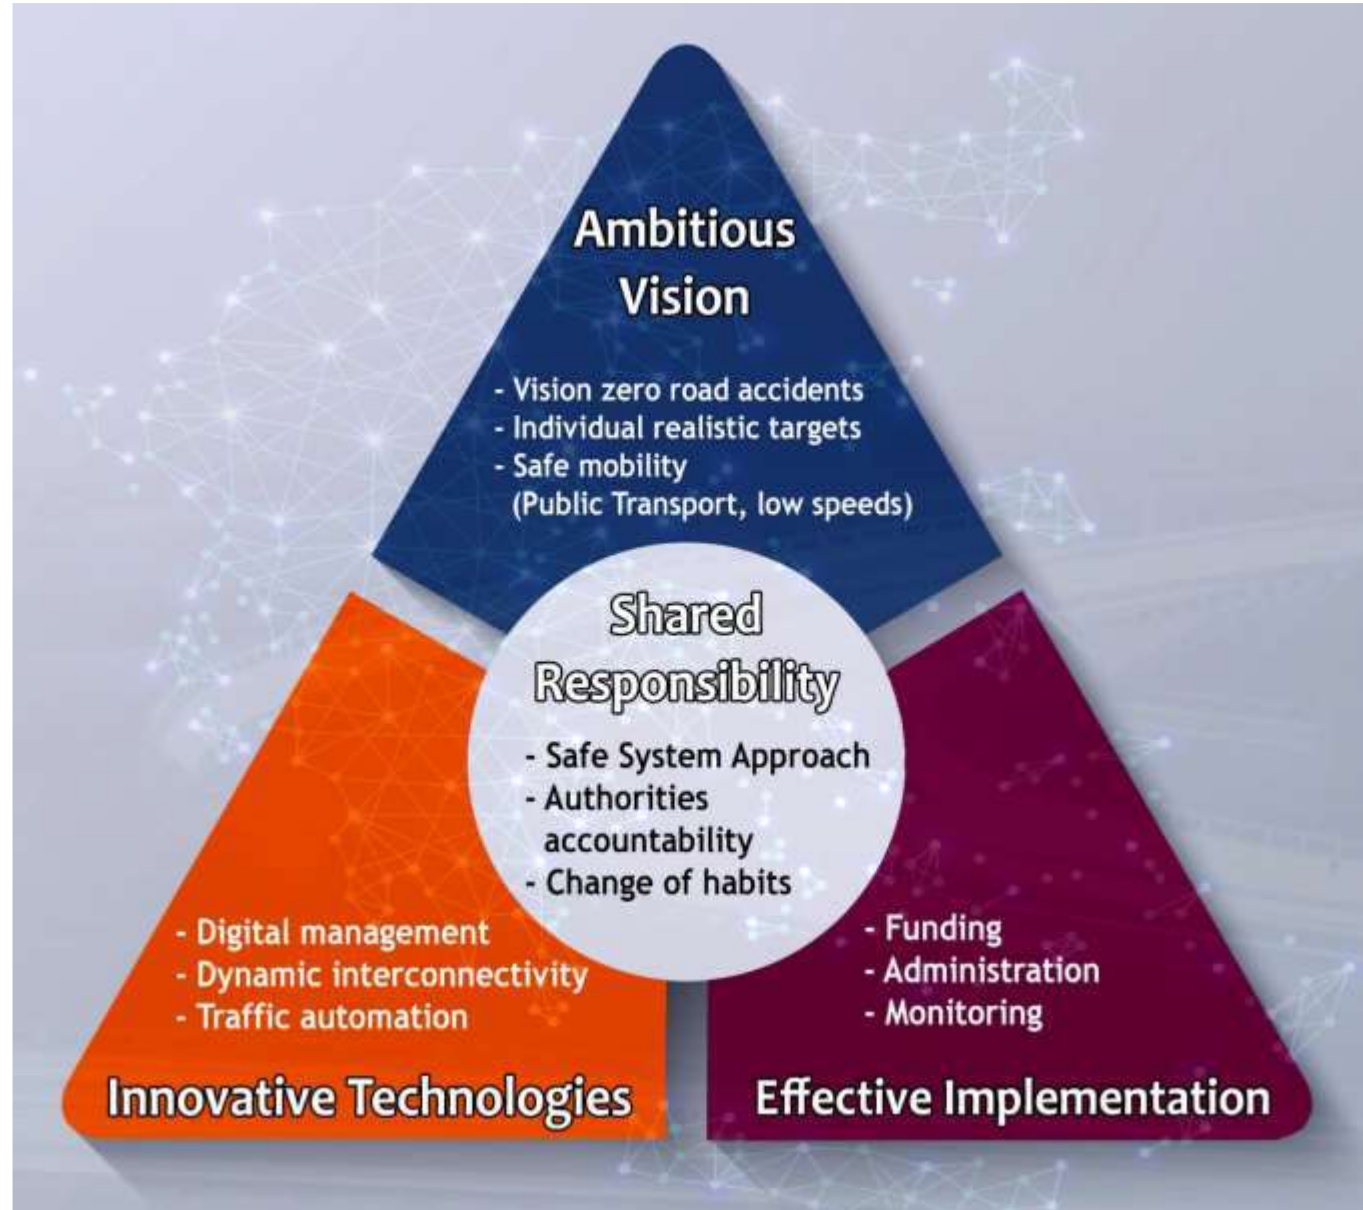 Ambitious
Vision
- Vision zero road accidents
- Individual realistic targets
- Safe mobility
(Public Transport, low speeds)
Shared
Responsibility
- Safe System Approach
- Authorities
accountability
- Change of habits
- Digital management
- Dynamic interconnectivity
- Traffic automation
Innovative Technologies
- Funding
- Administration
- Monitoring
Effective Implementation